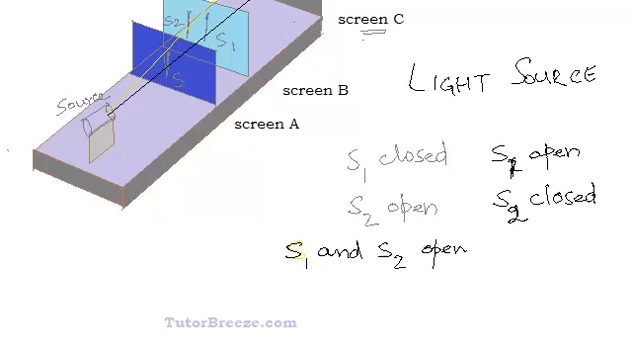 screen C
S2
S1
LIGHT SOURCE
S
Source
screen B
screen A
S1 closed S1 open
S2 open S2 closed
S1 and S2 open
TutorBreeze.com